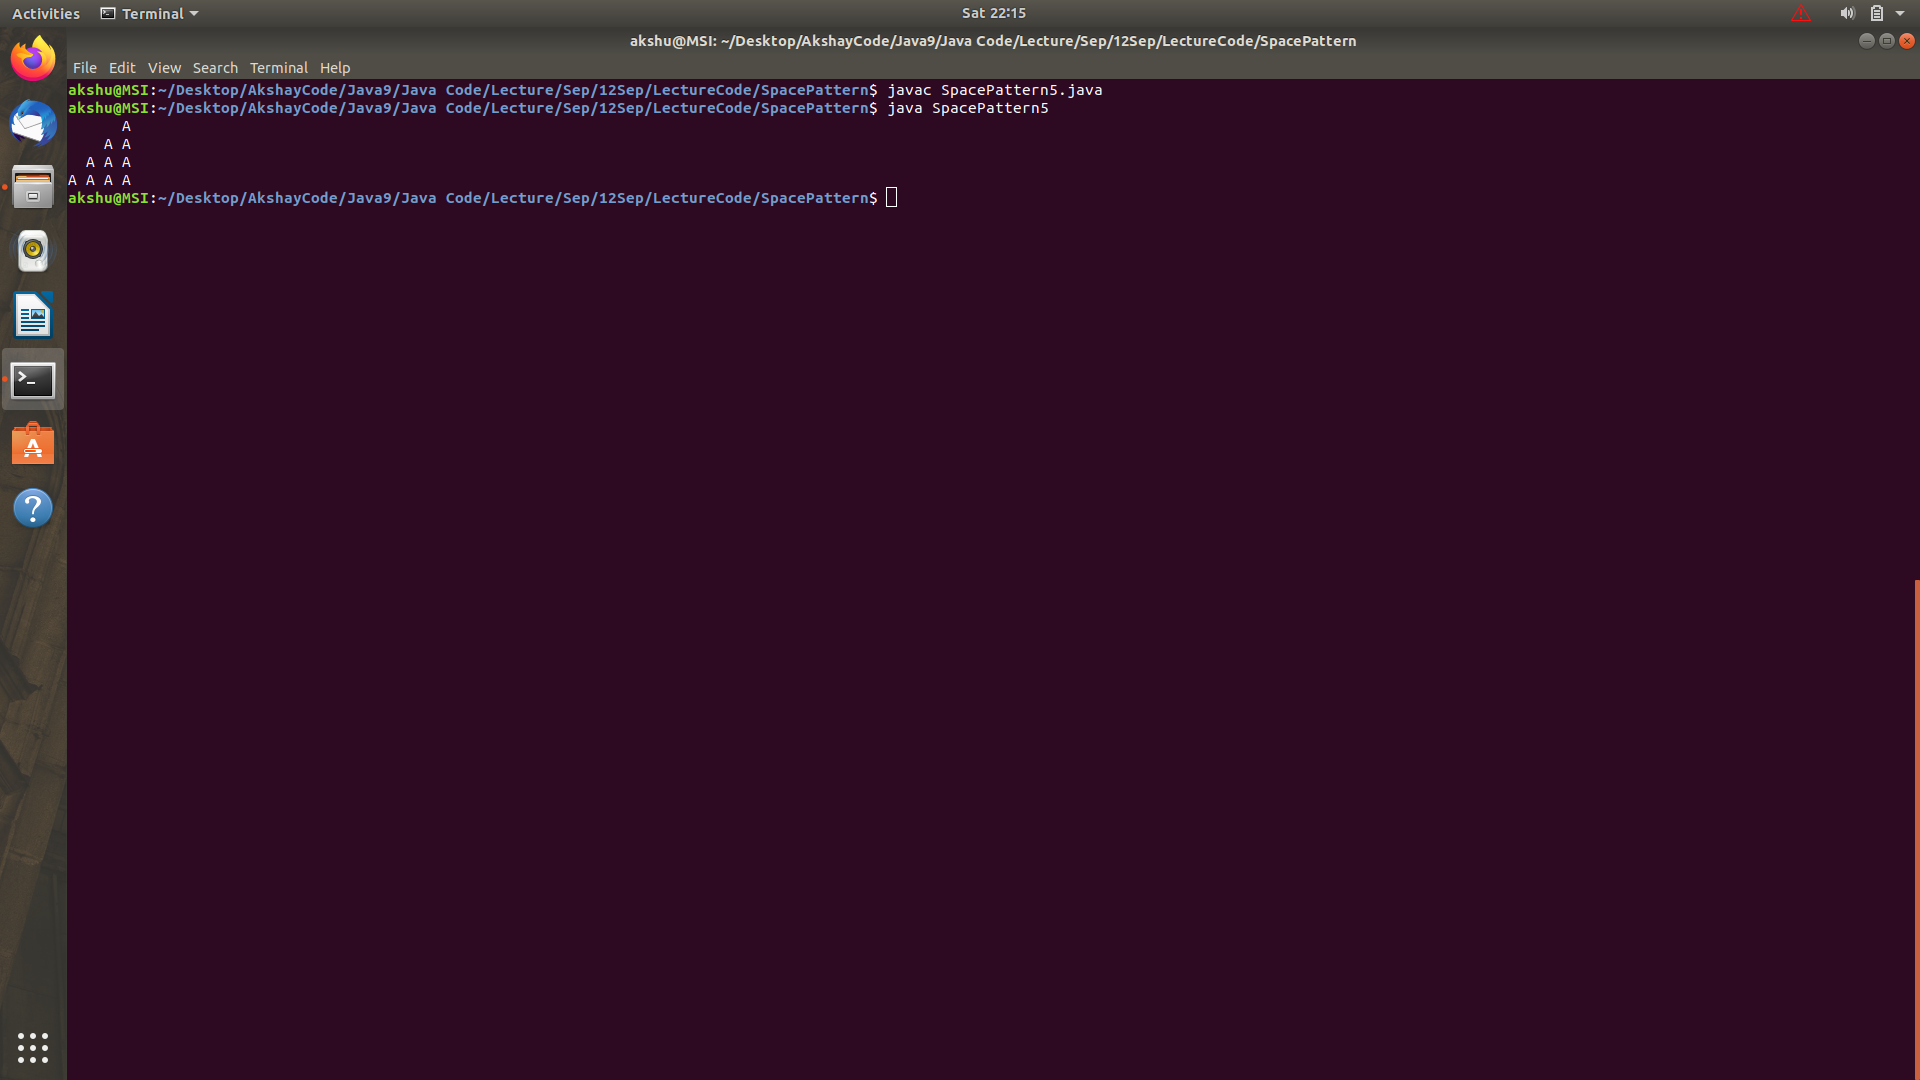 Activities Terminal Sat 22:15
akshu@MSI: ~/Desktop/AkshayCode/Java9/Java Code/Lecture/Sep/12Sep/LectureCode/SpacePattern
File Edit View Search Terminal Help
akshu@MSI:~/Desktop/AkshayCode/Java9/Java Code/Lecture/Sep/12Sep/LectureCode/SpacePattern$ javac SpacePattern5.java
akshu@MSI:~/Desktop/AkshayCode/Java9/Java Code/Lecture/Sep/12Sep/LectureCode/SpacePattern$ java SpacePattern5
      A
    A A
  A A A
A A A A
akshu@MSI:~/Desktop/AkshayCode/Java9/Java Code/Lecture/Sep/12Sep/LectureCode/SpacePattern$